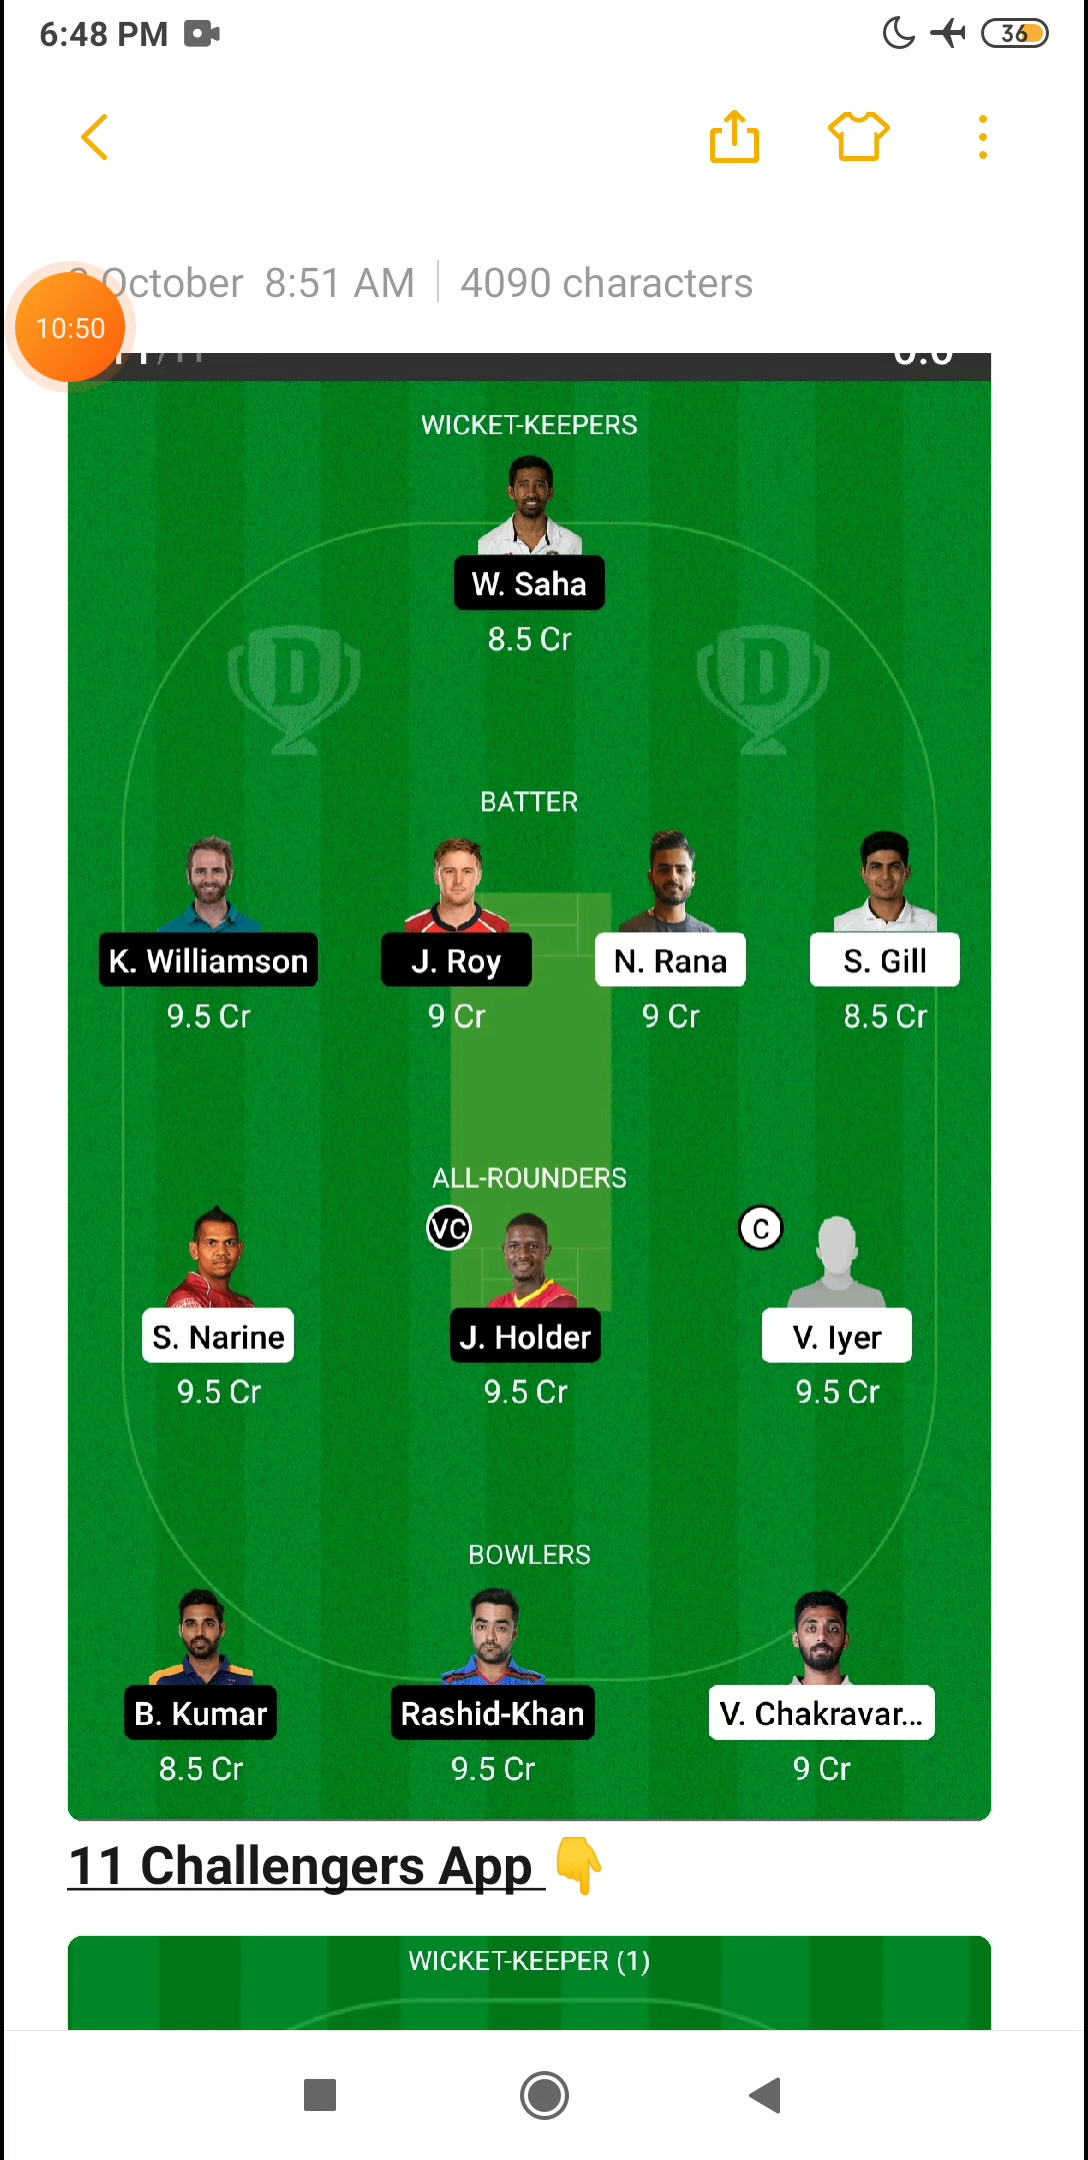 6:48 PM
36
October 8:51 AM | 4090 characters
10:50
WICKET-KEEPERS
W. Saha
8.5 Cr
BATTER
K. Williamson J. Roy N. Rana S. Gill
9.5 Cr 9 Cr 9 Cr 8.5 Cr
ALL-ROUNDERS
VC C
S. Narine J. Holder V. Iyer
9.5 Cr 9.5 Cr 9.5 Cr
BOWLERS
B. Kumar Rashid-Khan V. Chakravar...
8.5 Cr 9.5 Cr 9 Cr
11 Challengers App 👇
WICKET-KEEPER (1)